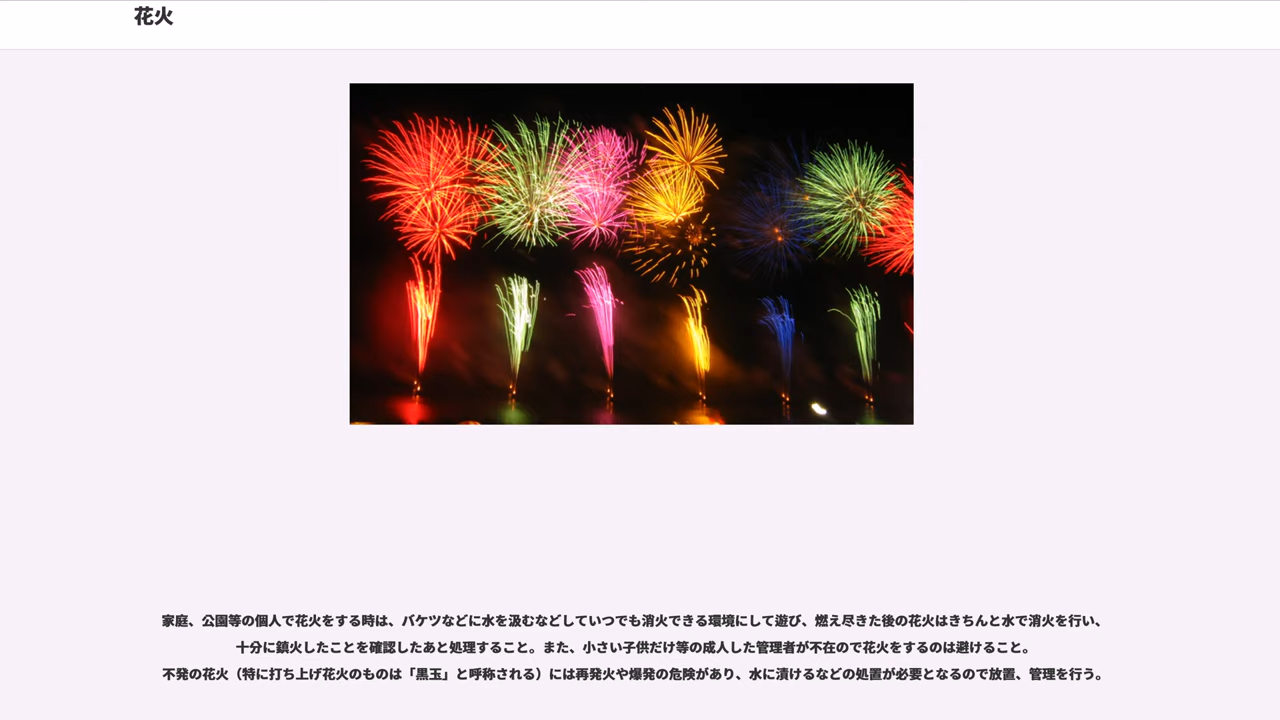 花火
家庭、公園等の個人で花火をする時は、バケツなどに水を汲むなどしていつでも消火できる環境にして遊び、燃え尽きた後の花火はきちんと水で消火を行い、
十分に鎮火したことを確認したあと処理すること。また、小さい子供だけ等の成人した管理者が不在ので花火をするのは避けること。
不発の花火（特に打ち上げ花火のものは「黒玉」と呼称される）には再発火や爆発の危険があり、水に漬けるなどの処置が必要となるので放置、管理を行う。